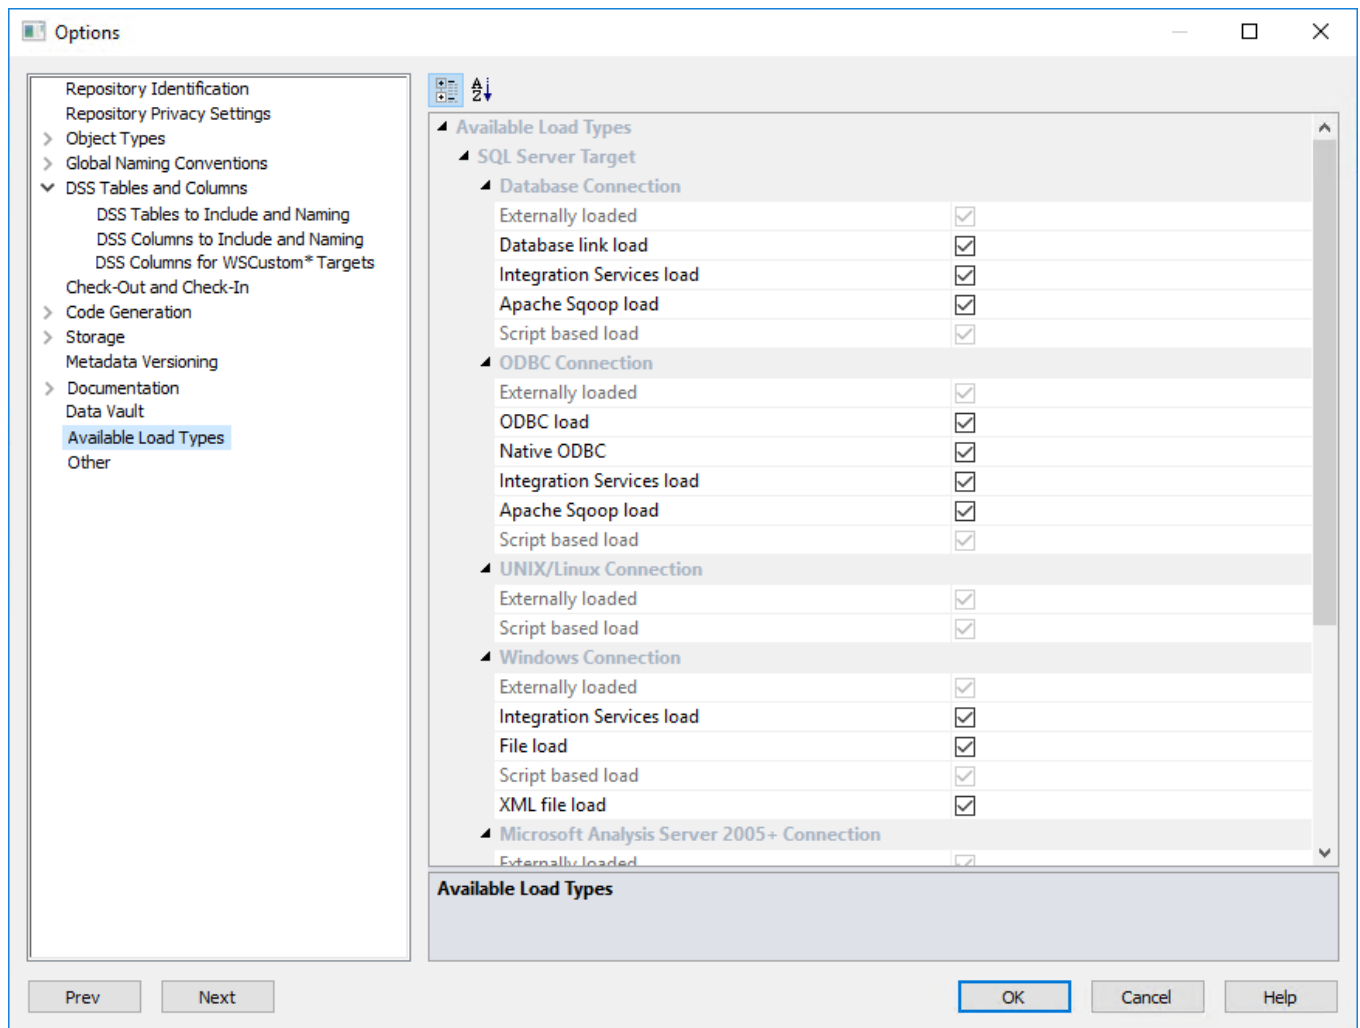 Options
Repository Identification
Repository Privacy Settings
Object Types
Global Naming Conventions
DSS Tables and Columns
DSS Tables to Include and Naming
DSS Columns to Include and Naming
DSS Columns for WSCustom* Targets
Check-Out and Check-In
Code Generation
Storage
Metadata Versioning
Documentation
Data Vault
Available Load Types
Other
Available Load Types
SQL Server Target
Database Connection
Externally loaded
Database link load
Integration Services load
Apache Sqoop load
Script based load
ODBC Connection
Externally loaded
ODBC load
Native ODBC
Integration Services load
Apache Sqoop load
Script based load
UNIX/Linux Connection
Externally loaded
Script based load
Windows Connection
Externally loaded
Integration Services load
File load
Script based load
XML file load
Microsoft Analysis Server 2005+ Connection
Externally loaded
Available Load Types
Prev Next OK Cancel Help